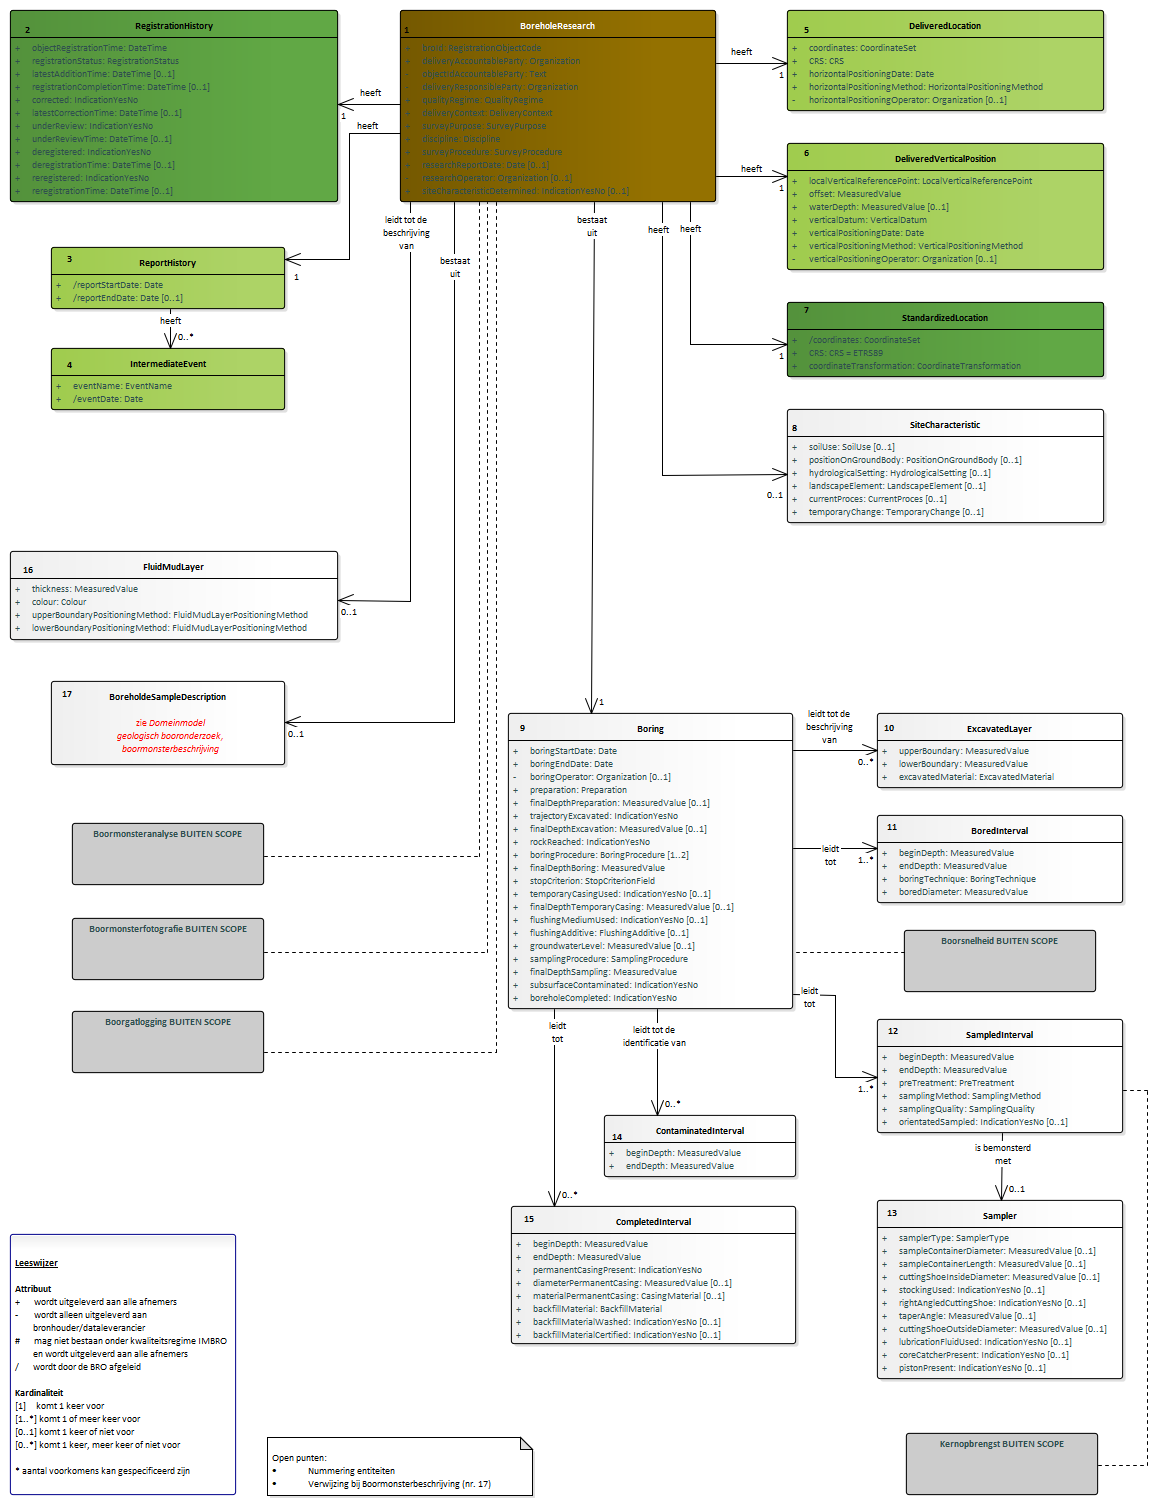 2
RegistrationHistory
+ objectRegistrationTime: DateTime
+ registrationStatus: RegistrationStatus
+ latestAdditionTime: DateTime [0..1]
+ registrationCompletionTime: DateTime [0..1]
+ corrected: IndicationYesNo
+ latestCorrectionTime: DateTime [0..1]
+ underReview: IndicationYesNo
+ underReviewTime: DateTime [0..1]
+ deregistered: IndicationYesNo
+ deregistrationTime: DateTime [0..1]
+ reregistered: IndicationYesNo
+ reregistrationTime: DateTime [0..1]
1
BoreholeResearch
+ broId: RegistrationObjectCode
- deliveryAccountableParty: Organization
- objectIdAccountableParty: Text
- deliveryResponsibleParty: Organization
+ qualityRegime: QualityRegime
+ deliveryContext: DeliveryContext
+ surveyPurpose: SurveyPurpose
+ discipline: Discipline
+ surveyProcedure: SurveyProcedure
+ researchReportDate: Date [0..1]
- researchOperator: Organization [0..1]
+ siteCharacteristicDetermined: IndicationYesNo [0..1]
5
DeliveredLocation
+ coordinates: CoordinateSet
+ CRS: CRS
+ horizontalPositioningDate: Date
+ horizontalPositioningMethod: HorizontalPositioningMethod
- horizontalPositioningOperator: Organization [0..1]
heeft
1
heeft
1
heeft
1
6
DeliveredVerticalPosition
+ localVerticalReferencePoint: LocalVerticalReferencePoint
+ offset: MeasuredValue
+ waterDepth: MeasuredValue [0..1]
+ verticalDatum: VerticalDatum
+ verticalPositioningDate: Date
+ verticalPositioningMethod: VerticalPositioningMethod
- verticalPositioningOperator: Organization [0..1]
heeft
1
3
ReportHistory
+ /reportStartDate: Date
+ /reportEndDate: Date [0..1]
heeft
0..*
4
IntermediateEvent
+ eventName: EventName
+ /eventDate: Date
leidt tot de
beschrijving
van
bestaat
uit
bestaat
uit
heeft
heeft
7
StandardizedLocation
+ /coordinates: CoordinateSet
+ CRS: CRS = ETRS89
+ coordinateTransformation: CoordinateTransformation
1
8
SiteCharacteristic
+ soilUse: SoilUse [0..1]
+ positionOnGroundBody: PositionOnGroundBody [0..1]
+ hydrologicalSetting: HydrologicalSetting [0..1]
+ landscapeElement: LandscapeElement [0..1]
+ currentProces: CurrentProces [0..1]
+ temporaryChange: TemporaryChange [0..1]
0..1
16
FluidMudLayer
+ thickness: MeasuredValue
+ colour: Colour
+ upperBoundaryPositioningMethod: FluidMudLayerPositioningMethod
+ lowerBoundaryPositioningMethod: FluidMudLayerPositioningMethod
0..1
17
BoreholdeSampleDescription
zie Domeinmodel
geologisch booronderzoek,
boormonsterbeschrijving
0..1
1
9
Boring
+ boringStartDate: Date
+ boringEndDate: Date
- boringOperator: Organization [0..1]
+ preparation: Preparation
+ finalDepthPreparation: MeasuredValue [0..1]
+ trajectoryExcavated: IndicationYesNo
+ finalDepthExcavation: MeasuredValue [0..1]
+ rockReached: IndicationYesNo
+ boringProcedure: BoringProcedure [1..2]
+ finalDepthBoring: MeasuredValue
+ stopCriterion: StopCriterionField
+ temporaryCasingUsed: IndicationYesNo [0..1]
+ finalDepthTemporaryCasing: MeasuredValue [0..1]
+ flushingMediumUsed: IndicationYesNo [0..1]
+ flushingAdditive: FlushingAdditive [0..1]
+ groundwaterLevel: MeasuredValue [0..1]
+ samplingProcedure: SamplingProcedure
+ finalDepthSampling: MeasuredValue
+ subsurfaceContaminated: IndicationYesNo
+ boreholeCompleted: IndicationYesNo
leidt tot de
beschrijving
van
0..*
10
ExcavatedLayer
+ upperBoundary: MeasuredValue
+ lowerBoundary: MeasuredValue
+ excavatedMaterial: ExcavatedMaterial
leidt
tot
1..*
11
BoredInterval
+ beginDepth: MeasuredValue
+ endDepth: MeasuredValue
+ boringTechnique: BoringTechnique
+ boredDiameter: MeasuredValue
Boormonsteranalyse BUITEN SCOPE
Boormonsterfotografie BUITEN SCOPE
Boorgatlogging BUITEN SCOPE
Boorsnelheid BUITEN SCOPE
leidt
tot
1..*
12
SampledInterval
+ beginDepth: MeasuredValue
+ endDepth: MeasuredValue
+ preTreatment: PreTreatment
+ samplingMethod: SamplingMethod
+ samplingQuality: SamplingQuality
+ orientatedSampled: IndicationYesNo [0..1]
leidt
tot
leidt tot de
identificatie van
0..*
14
ContaminatedInterval
+ beginDepth: MeasuredValue
+ endDepth: MeasuredValue
is bemonsterd
met
0..1
0..*
15
CompletedInterval
+ beginDepth: MeasuredValue
+ endDepth: MeasuredValue
+ permanentCasingPresent: IndicationYesNo
+ diameterPermanentCasing: MeasuredValue [0..1]
+ materialPermanentCasing: CasingMaterial [0..1]
+ backfillMaterial: BackfillMaterial
+ backfillMaterialWashed: IndicationYesNo [0..1]
+ backfillMaterialCertified: IndicationYesNo [0..1]
13
Sampler
+ samplerType: SamplerType
+ sampleContainerDiameter: MeasuredValue [0..1]
+ sampleContainerLength: MeasuredValue [0..1]
+ cuttingShoeInsideDiameter: MeasuredValue [0..1]
+ stockingUsed: IndicationYesNo [0..1]
+ rightAngledCuttingShoe: IndicationYesNo [0..1]
+ taperAngle: MeasuredValue [0..1]
+ cuttingShoeOutsideDiameter: MeasuredValue [0..1]
+ lubricationFluidUsed: IndicationYesNo [0..1]
+ coreCatcherPresent: IndicationYesNo [0..1]
+ pistonPresent: IndicationYesNo [0..1]
Leeswijzer
Attribuut
+ wordt uitgeleverd aan alle afnemers
- wordt alleen uitgeleverd aan
bronhouder/dataleverancier
# mag niet bestaan onder kwaliteitsregime IMBRO
en wordt uitgeleverd aan alle afnemers
/ wordt door de BRO afgeleid
Kardinaliteit
[1] komt 1 keer voor
[1..*] komt 1 of meer keer voor
[0..1] komt 1 keer of niet voor
[0..*] komt 1 keer, meer keer of niet voor
* aantal voorkomens kan gespecificeerd zijn
Open punten:
• Nummering entiteiten
• Verwijzing bij Boormonsterbeschrijving (nr. 17)
Kernopbrengst BUITEN SCOPE